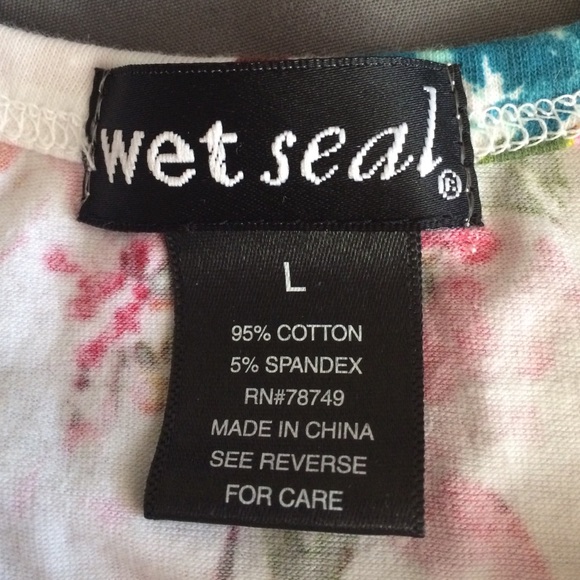 wet seal®
L
95% COTTON
5% SPANDEX
RN#78749
MADE IN CHINA
SEE REVERSE
FOR CARE